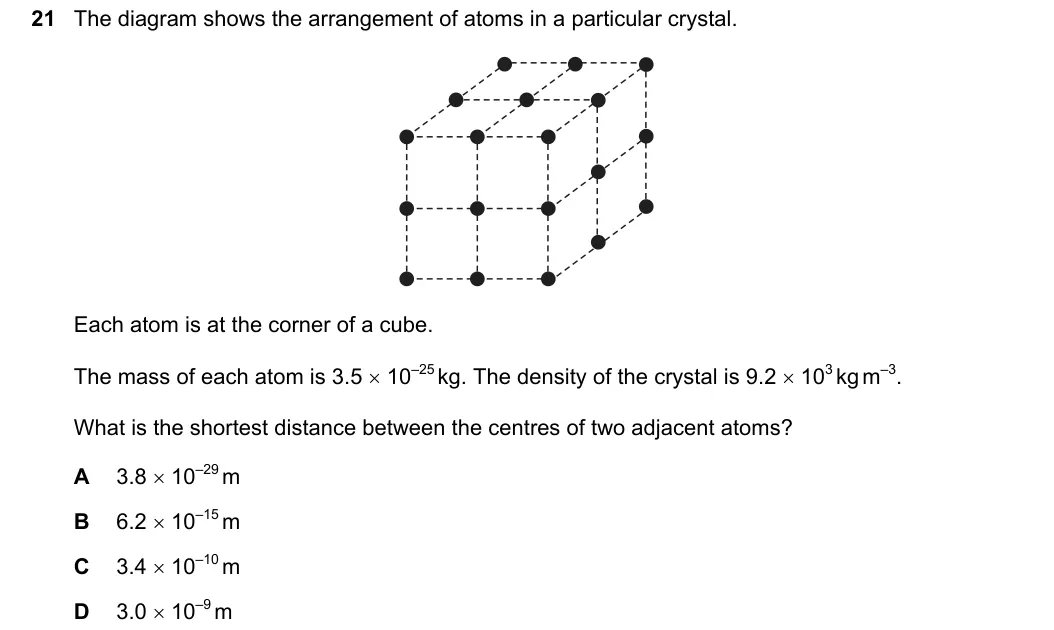 21 The diagram shows the arrangement of atoms in a particular crystal.
Each atom is at the corner of a cube.
The mass of each atom is 3.5 × 10⁻²⁵ kg. The density of the crystal is 9.2 × 10³ kg m⁻³.
What is the shortest distance between the centres of two adjacent atoms?
A 3.8 × 10⁻²⁹ m
B 6.2 × 10⁻¹⁵ m
C 3.4 × 10⁻¹⁰ m
D 3.0 × 10⁻⁹ m